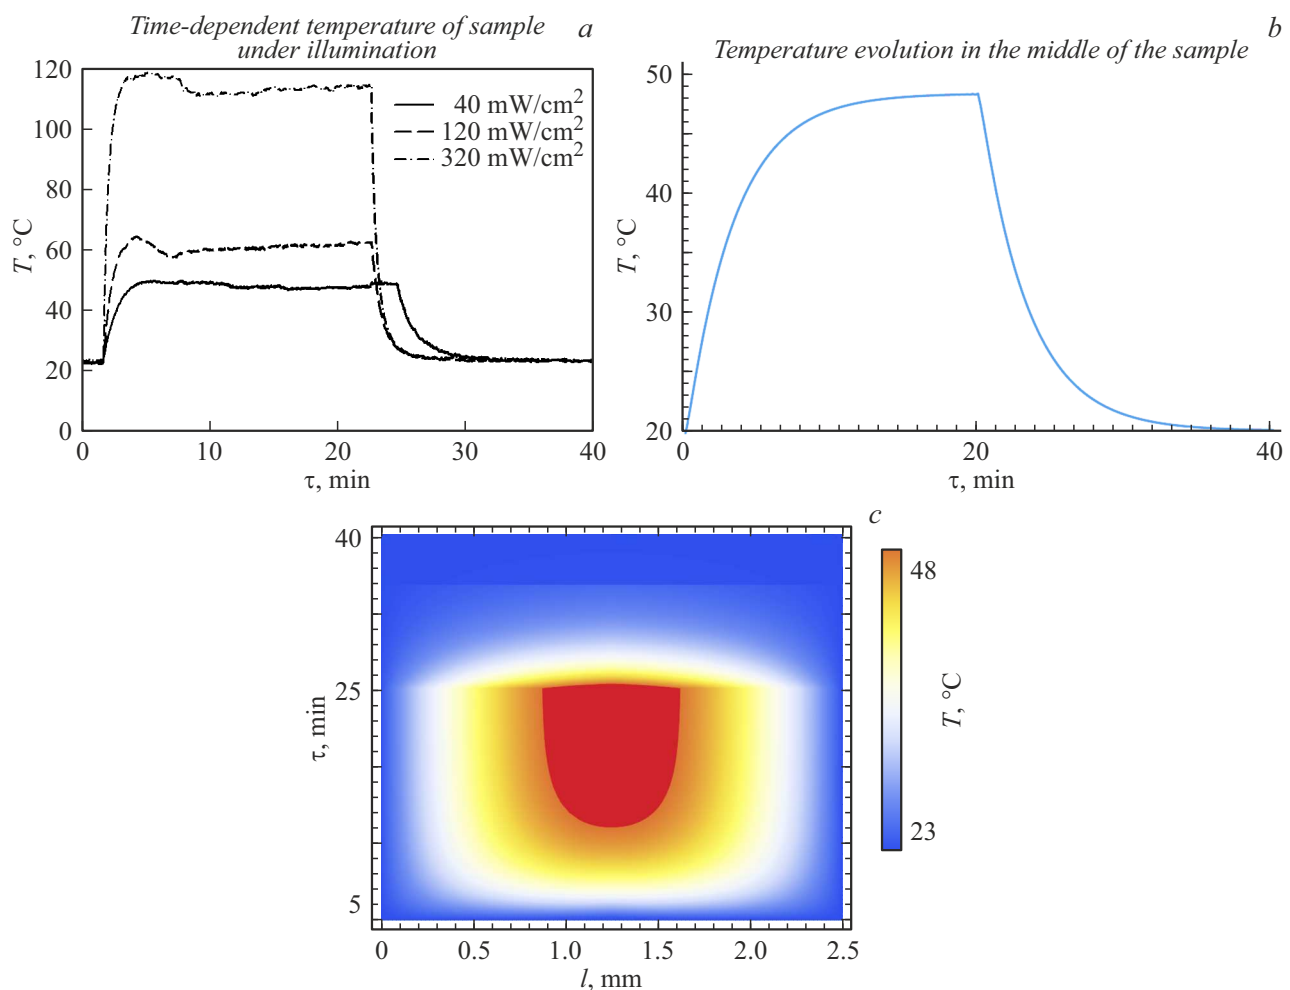 Time-dependent temperature of sample
under illumination
a
120
100
80
60
40
20
0
T, °C
40 mW/cm²
120 mW/cm²
320 mW/cm²
0 10 20 30 40
τ, min
b
Temperature evolution in the middle of the sample
50
40
30
20
T, °C
0 20 40
τ, min
c
40
25
5
τ, min
0 0.5 1.0 1.5 2.0 2.5
l, mm
48
23
T, °C